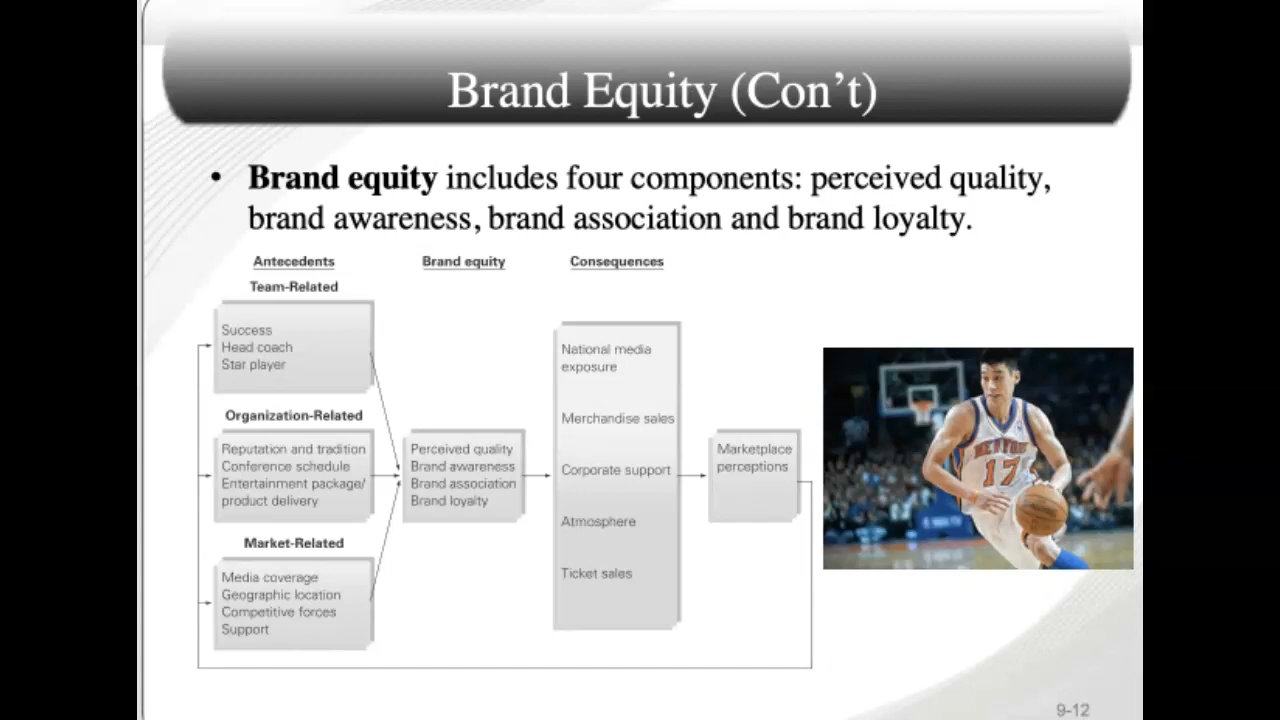 Brand Equity (Con't)
• Brand equity includes four components: perceived quality,
brand awareness, brand association and brand loyalty.
Antecedents
Brand equity
Consequences
Team-Related
Success
Head coach
Star player
Organization-Related
Reputation and tradition
Conference schedule
Entertainment package/
product delivery
Market-Related
Media coverage
Geographic location
Competitive forces
Support
Perceived quality
Brand awareness
Brand association
Brand loyalty
National media
exposure
Merchandise sales
Corporate support
Atmosphere
Ticket sales
Marketplace
perceptions
NEW YORK
17
9-12